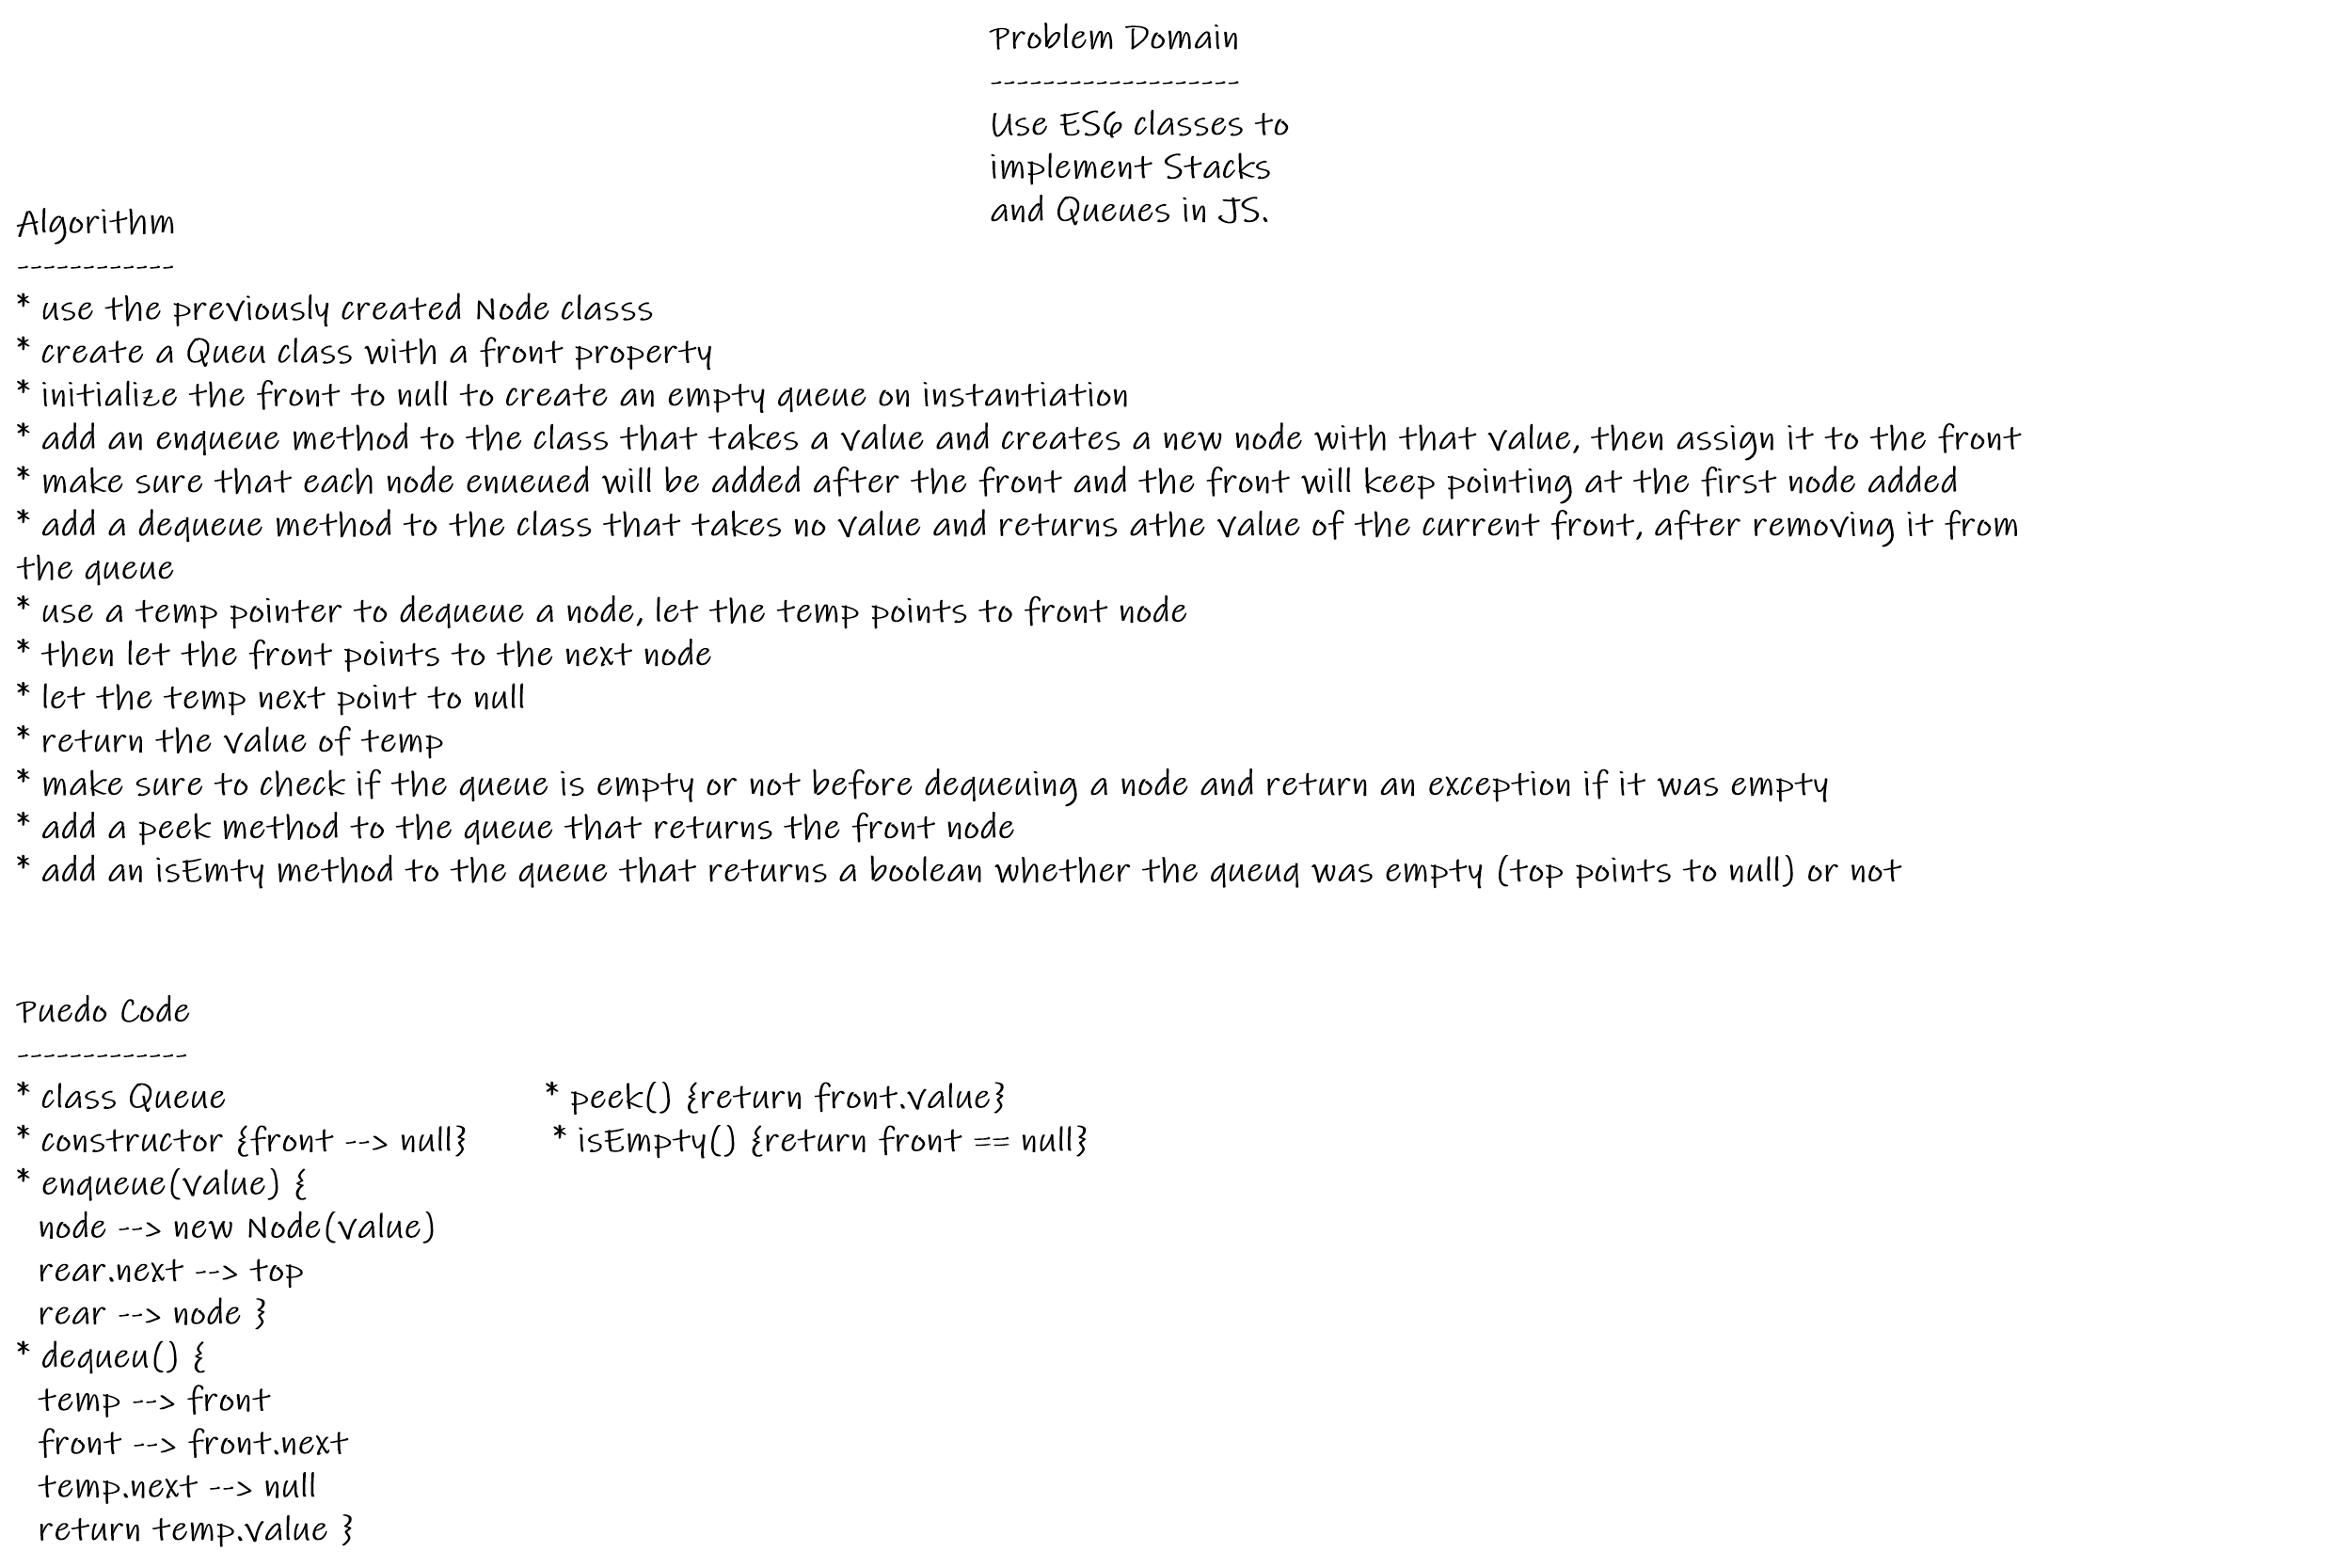 Problem Domain
-------------------
Use ES6 classes to
implement Stacks
and Queues in JS.
Algorithm
------------
* use the previously created Node classs
* create a Queu class with a front property
* initialize the front to null to create an empty queue on instantiation
* add an enqueue method to the class that takes a value and creates a new node with that value, then assign it to the front
* make sure that each node enueued will be added after the front and the front will keep pointing at the first node added
* add a dequeue method to the class that takes no value and returns athe value of the current front, after removing it from
the queue
* use a temp pointer to dequeue a node, let the temp points to front node
* then let the front points to the next node
* let the temp next point to null
* return the value of temp
* make sure to check if the queue is empty or not before dequeuing a node and return an exception if it was empty
* add a peek method to the queue that returns the front node
* add an isEmty method to the queue that returns a boolean whether the queuq was empty (top points to null) or not
Puedo Code
-------------
* class Queue
* constructor {front --> null}
* enqueue(value) {
node --> new Node(value)
rear.next --> top
rear --> node }
* dequeu() {
temp --> front
front --> front.next
temp.next --> null
return temp.value }
* peek() {return front.value}
* isEmpty() {return front == null}